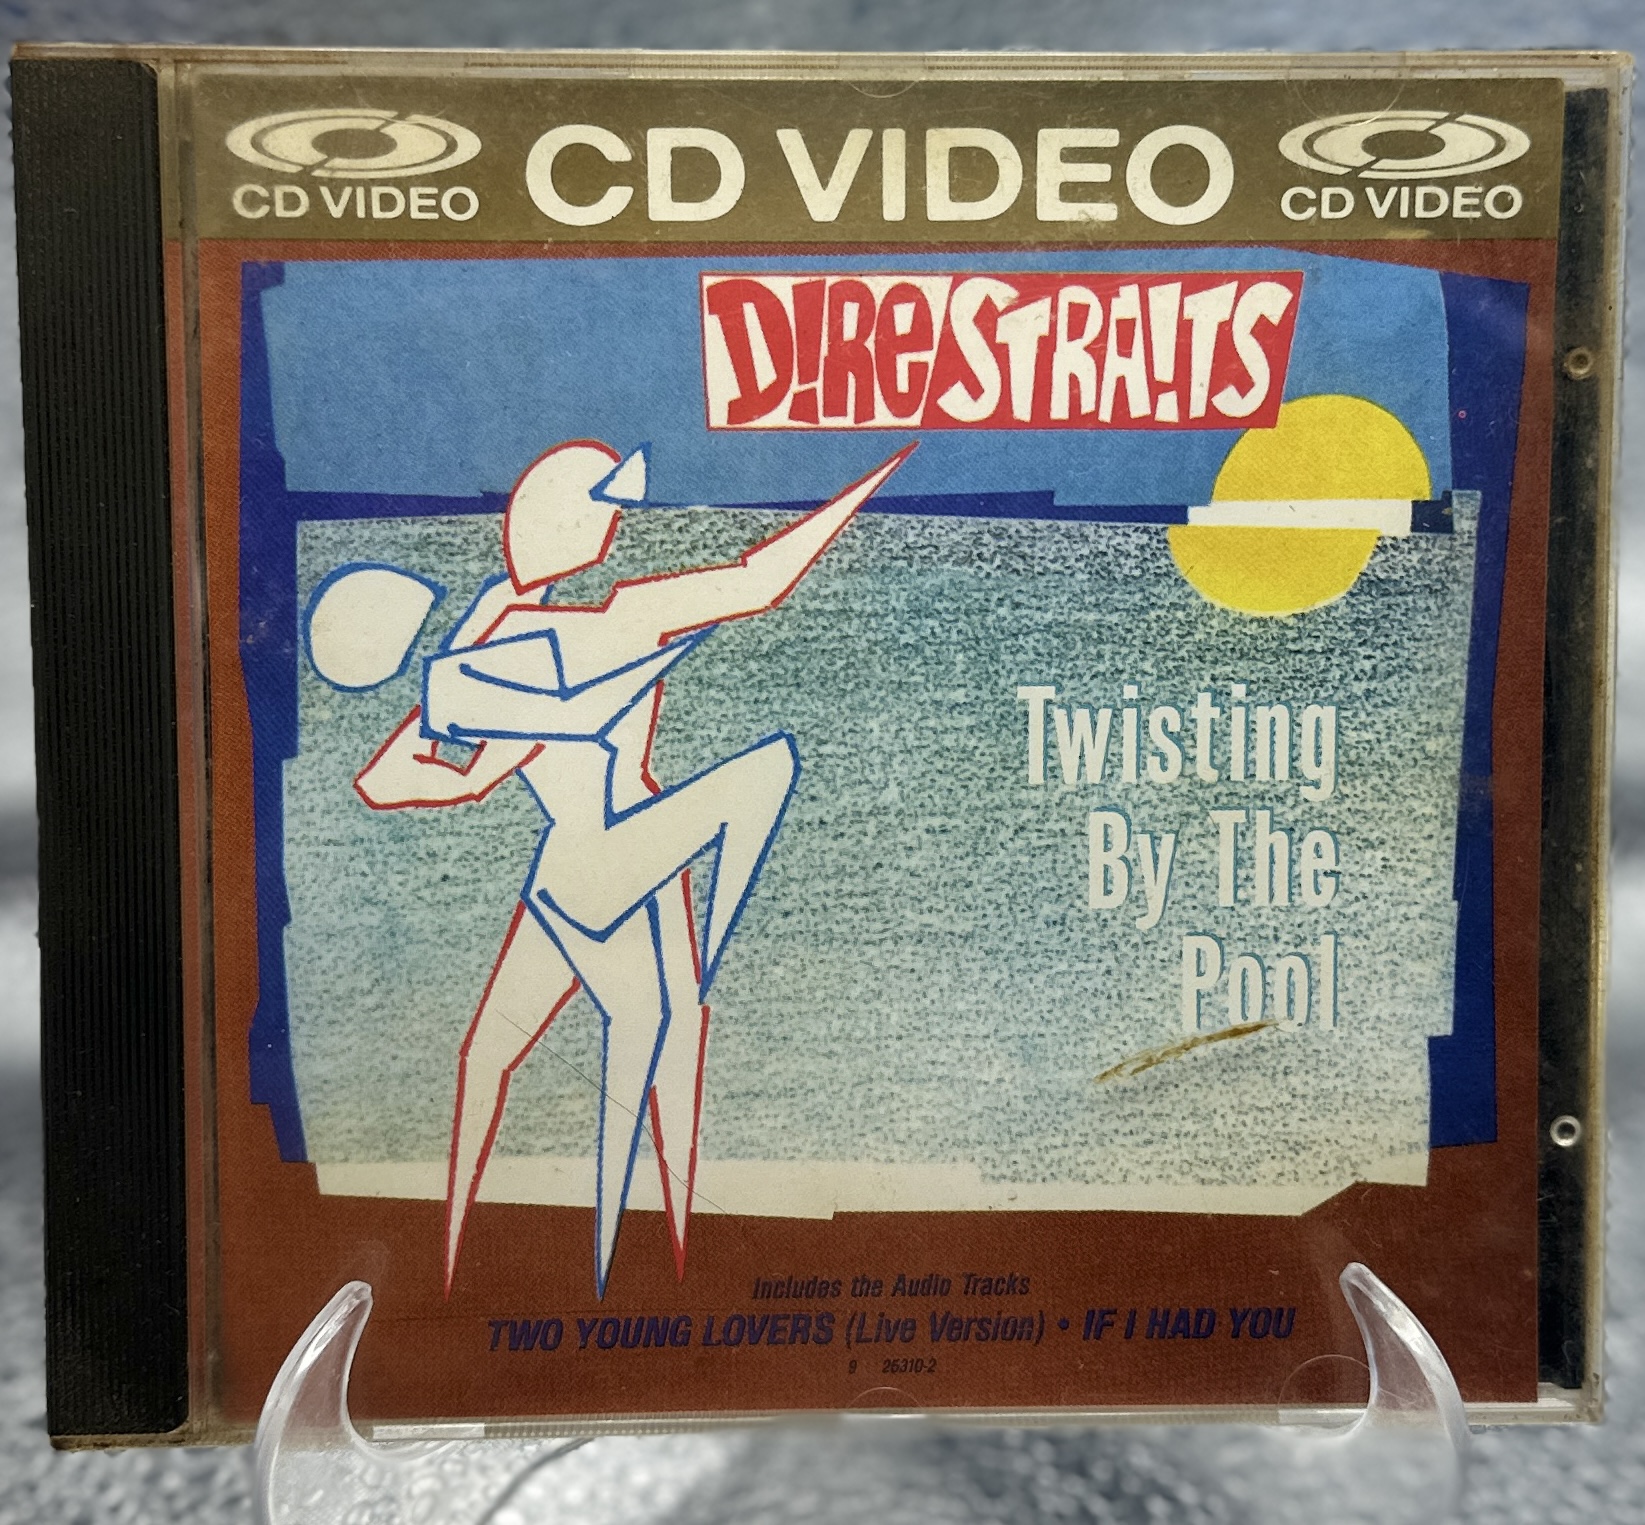 CD VIDEO
CD VIDEO
CD VIDEO
D!Re STRA!TS
Twisting
By The
Pool
Includes the Audio Tracks
TWO YOUNG LOVERS (Live Version) • IF I HAD YOU
9 25310-2